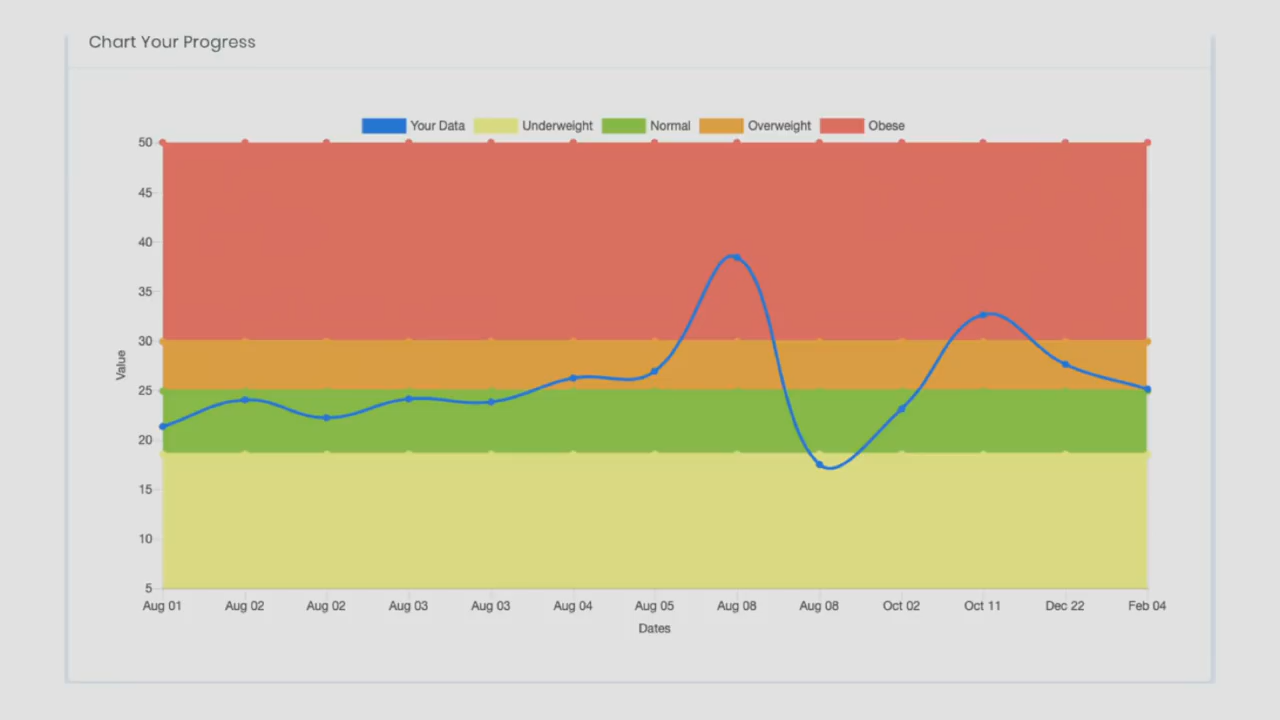 Chart Your Progress
Your Data Underweight Normal Overweight Obese
50
45
40
35
30
25
20
15
10
5
Value
Aug 01 Aug 02 Aug 02 Aug 03 Aug 03 Aug 04 Aug 05 Aug 08 Aug 08 Oct 02 Oct 11 Dec 22 Feb 04
Dates